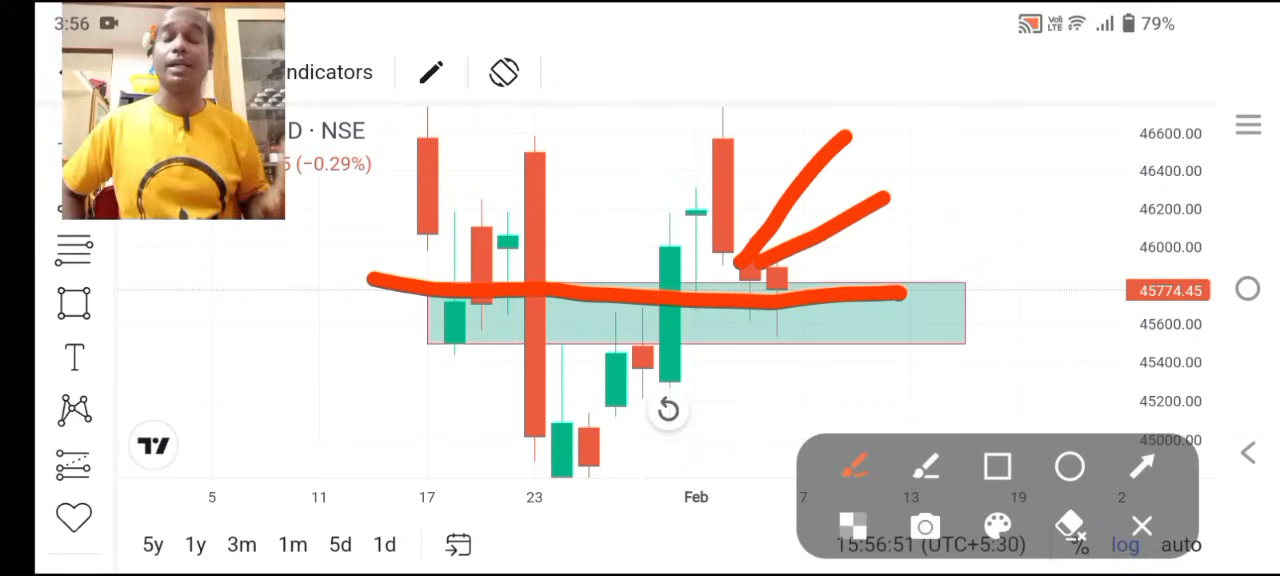 3:56
Vo)
LTE
79%
ndicators
D · NSE
5 (−0.29%)
46600.00
46400.00
46200.00
46000.00
45774.45
45600.00
45400.00
45200.00
45000.00
T
5 11 17 23 Feb 7 13 19 2
5y 1y 3m 1m 5d 1d
15:56:51 (UTC+5:30) % log auto